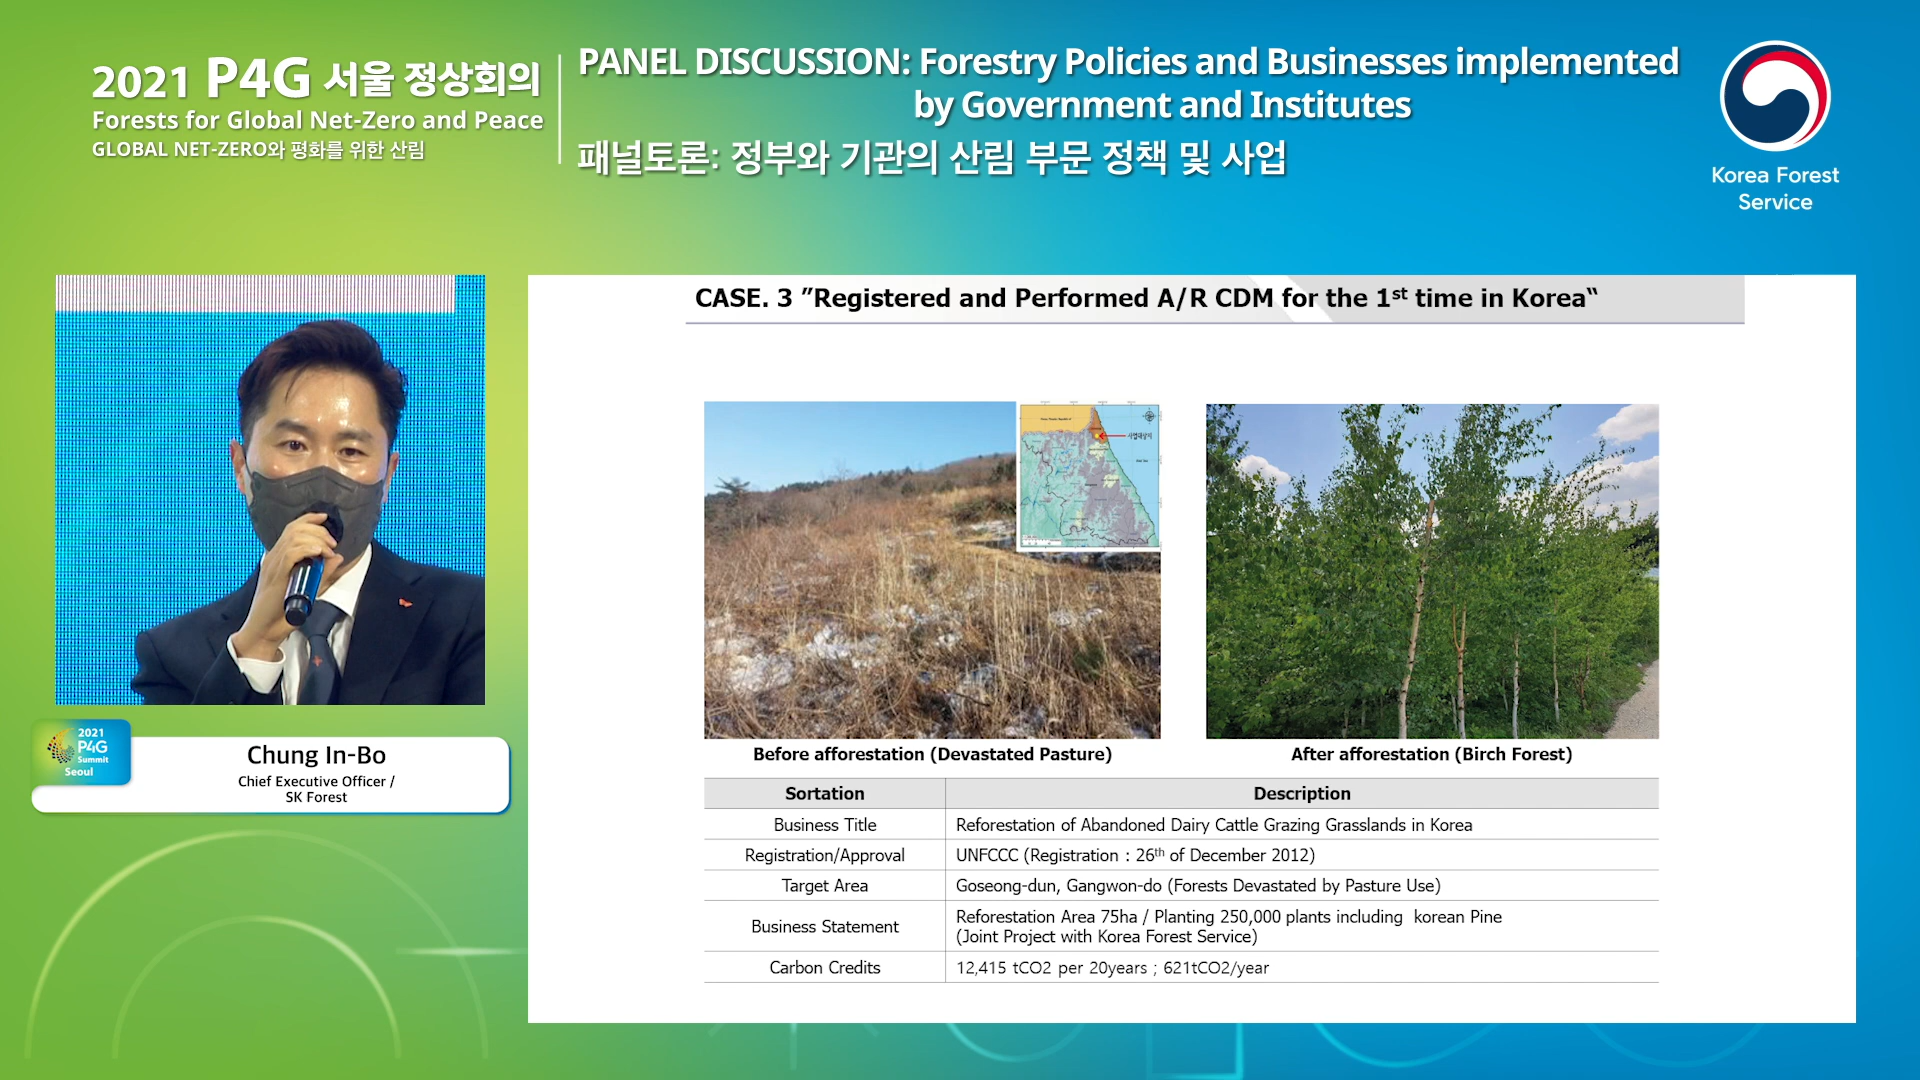 2021 P4G 서울 정상회의
Forests for Global Net-Zero and Peace
GLOBAL NET-ZERO와 평화를 위한 산림
PANEL DISCUSSION: Forestry Policies and Businesses implemented
by Government and Institutes
패널토론: 정부와 기관의 산림 부문 정책 및 사업
Korea Forest
Service
CASE. 3 ”Registered and Performed A/R CDM for the 1st time in Korea“
사업대상지
Before afforestation (Devastated Pasture)
After afforestation (Birch Forest)
Sortation Description
Business Title Reforestation of Abandoned Dairy Cattle Grazing Grasslands in Korea
Registration/Approval UNFCCC (Registration : 26th of December 2012)
Target Area Goseong-dun, Gangwon-do (Forests Devastated by Pasture Use)
Business Statement Reforestation Area 75ha / Planting 250,000 plants including korean Pine
(Joint Project with Korea Forest Service)
Carbon Credits 12,415 tCO2 per 20years ; 621tCO2/year
2021
P4G
Summit
Seoul
Chung In-Bo
Chief Executive Officer /
SK Forest